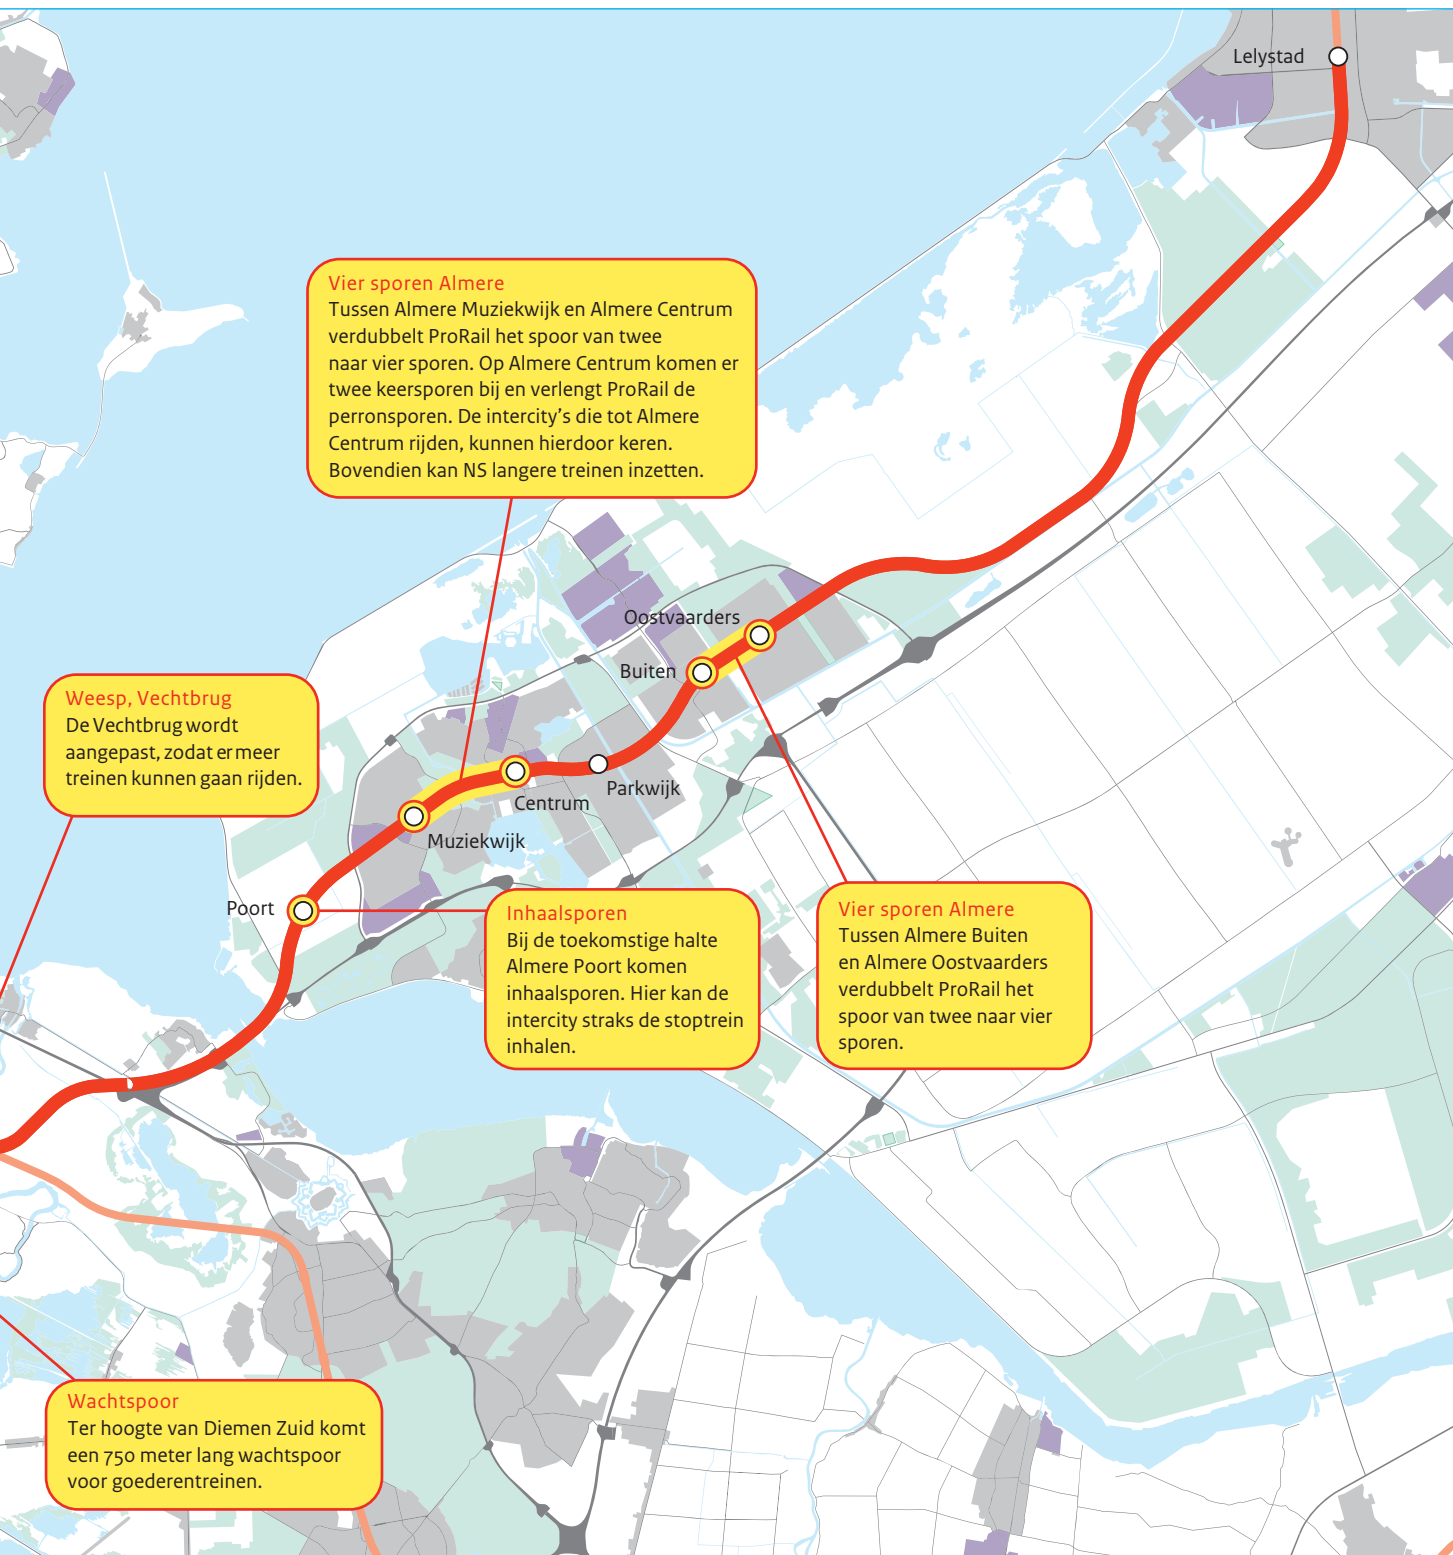 Lelystad
Vier sporen Almere
Tussen Almere Muziekwijk en Almere Centrum
verdubbelt ProRail het spoor van twee
naar vier sporen. Op Almere Centrum komen er
twee keersporen bij en verlengt ProRail de
perronsporen. De intercity's die tot Almere
Centrum rijden, kunnen hierdoor keren.
Bovendien kan NS langere treinen inzetten.
Oostvaarders
Buiten
Weesp, Vechtbrug
De Vechtbrug wordt
aangepast, zodat er meer
treinen kunnen gaan rijden.
Parkwijk
Centrum
Muziekwijk
Poort
Inhaalsporen
Bij de toekomstige halte
Almere Poort komen
inhaalsporen. Hier kan de
intercity straks de stoptrein
inhalen.
Vier sporen Almere
Tussen Almere Buiten
en Almere Oostvaarders
verdubbelt ProRail het
spoor van twee naar vier
sporen.
Wachtspoor
Ter hoogte van Diemen Zuid komt
een 750 meter lang wachtspoor
voor goederentreinen.